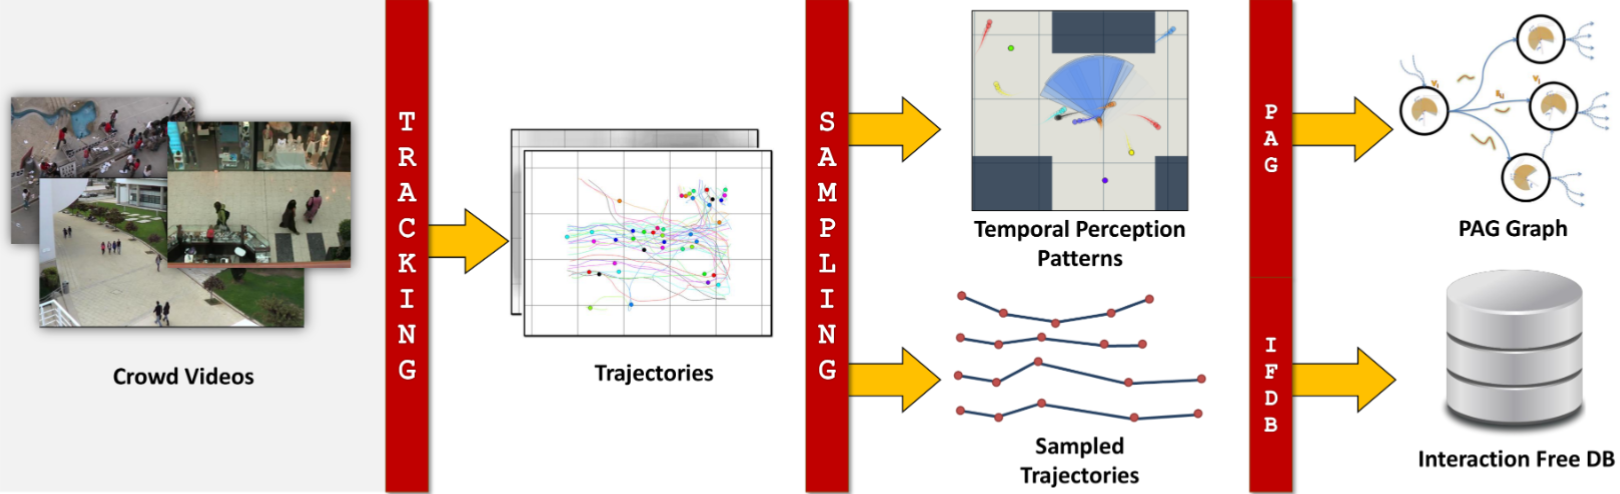 Crowd Videos
TRACKING
Trajectories
SAMPLING
Temporal Perception
Patterns
Sampled
Trajectories
PAG
IFDB
PAG Graph
Interaction Free DB